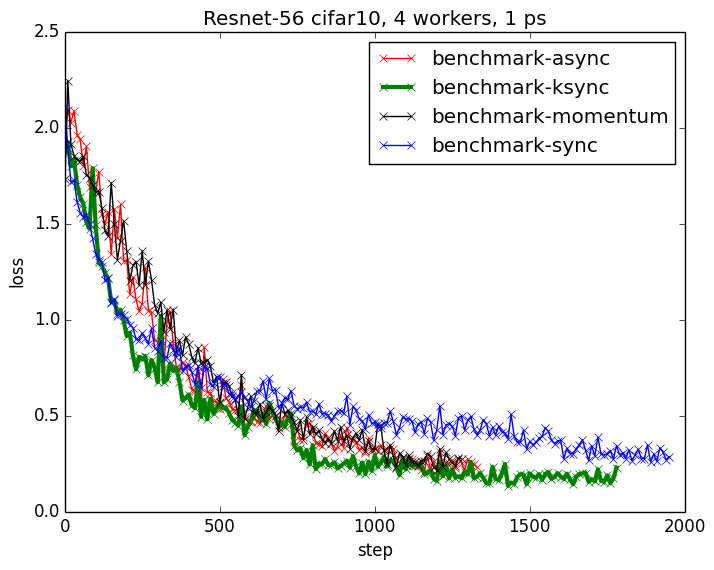 Resnet-56 cifar10, 4 workers, 1 ps
2.5
benchmark-async
benchmark-ksync
benchmark-momentum
benchmark-sync
2.0
1.5
loss
1.0
0.5
0.0
0 500 1000 1500 2000
step